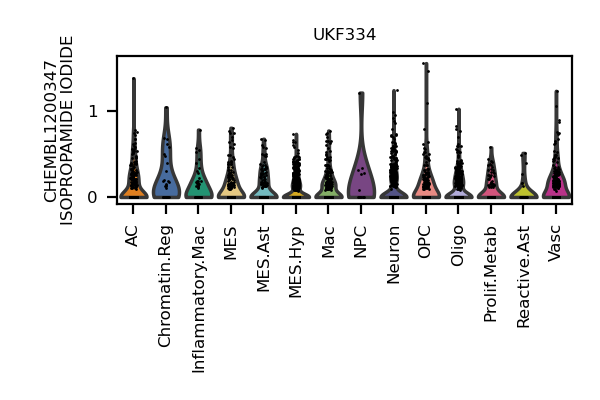 UKF334
CHEMBL1200347
ISOPROPAMIDE IODIDE
1
0
AC
Chromatin.Reg
Inflammatory.Mac
MES
MES.Ast
MES.Hyp
Mac
NPC
Neuron
OPC
Oligo
Prolif.Metab
Reactive.Ast
Vasc